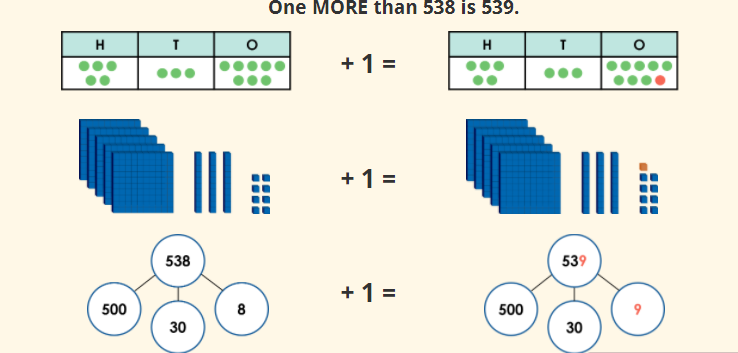 One MORE than 538 is 539.
H T O + 1 = H T O
+ 1 =
538 539
500 8 + 1 = 500 9
30 30